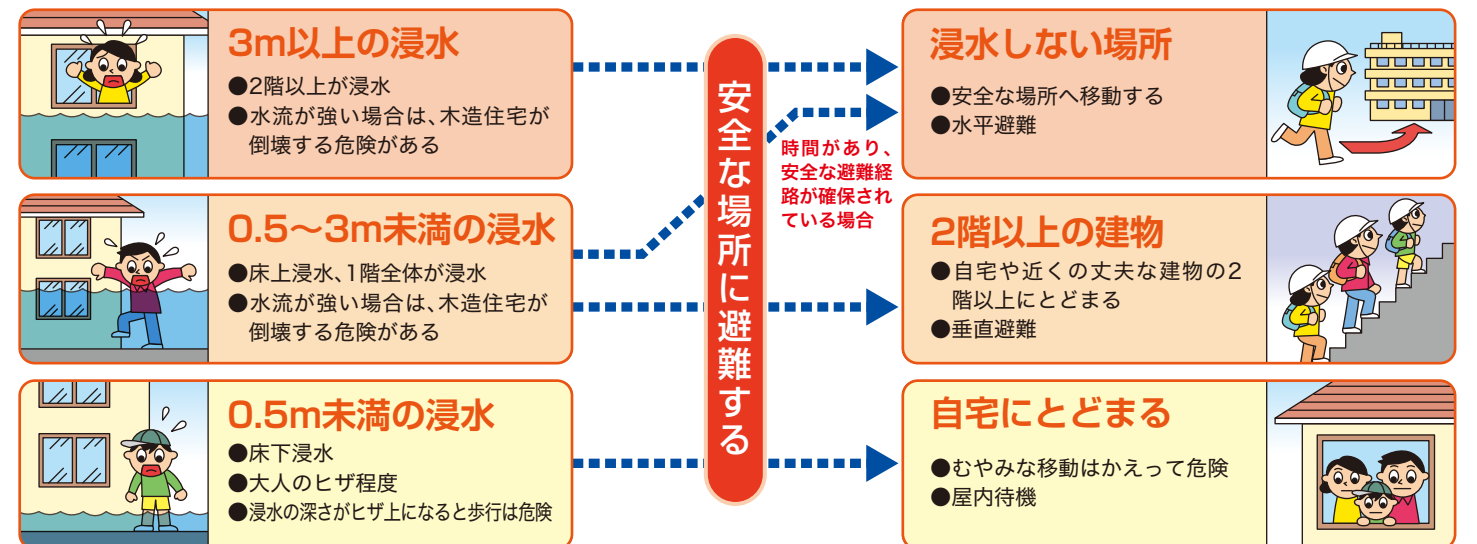 3m以上の浸水
●2階以上が浸水
●水流が強い場合は、木造住宅が
倒壊する危険がある
0.5～3m未満の浸水
●床上浸水、1階全体が浸水
●水流が強い場合は、木造住宅が
倒壊する危険がある
0.5m未満の浸水
●床下浸水
●大人のヒザ程度
●浸水の深さがヒザ上になると歩行は危険
安全な場所に避難する
時間があり、
安全な避難経
路が確保され
ている場合
浸水しない場所
●安全な場所へ移動する
●水平避難
2階以上の建物
●自宅や近くの丈夫な建物の2
階以上にとどまる
●垂直避難
自宅にとどまる
●むやみな移動はかえって危険
●屋内待機